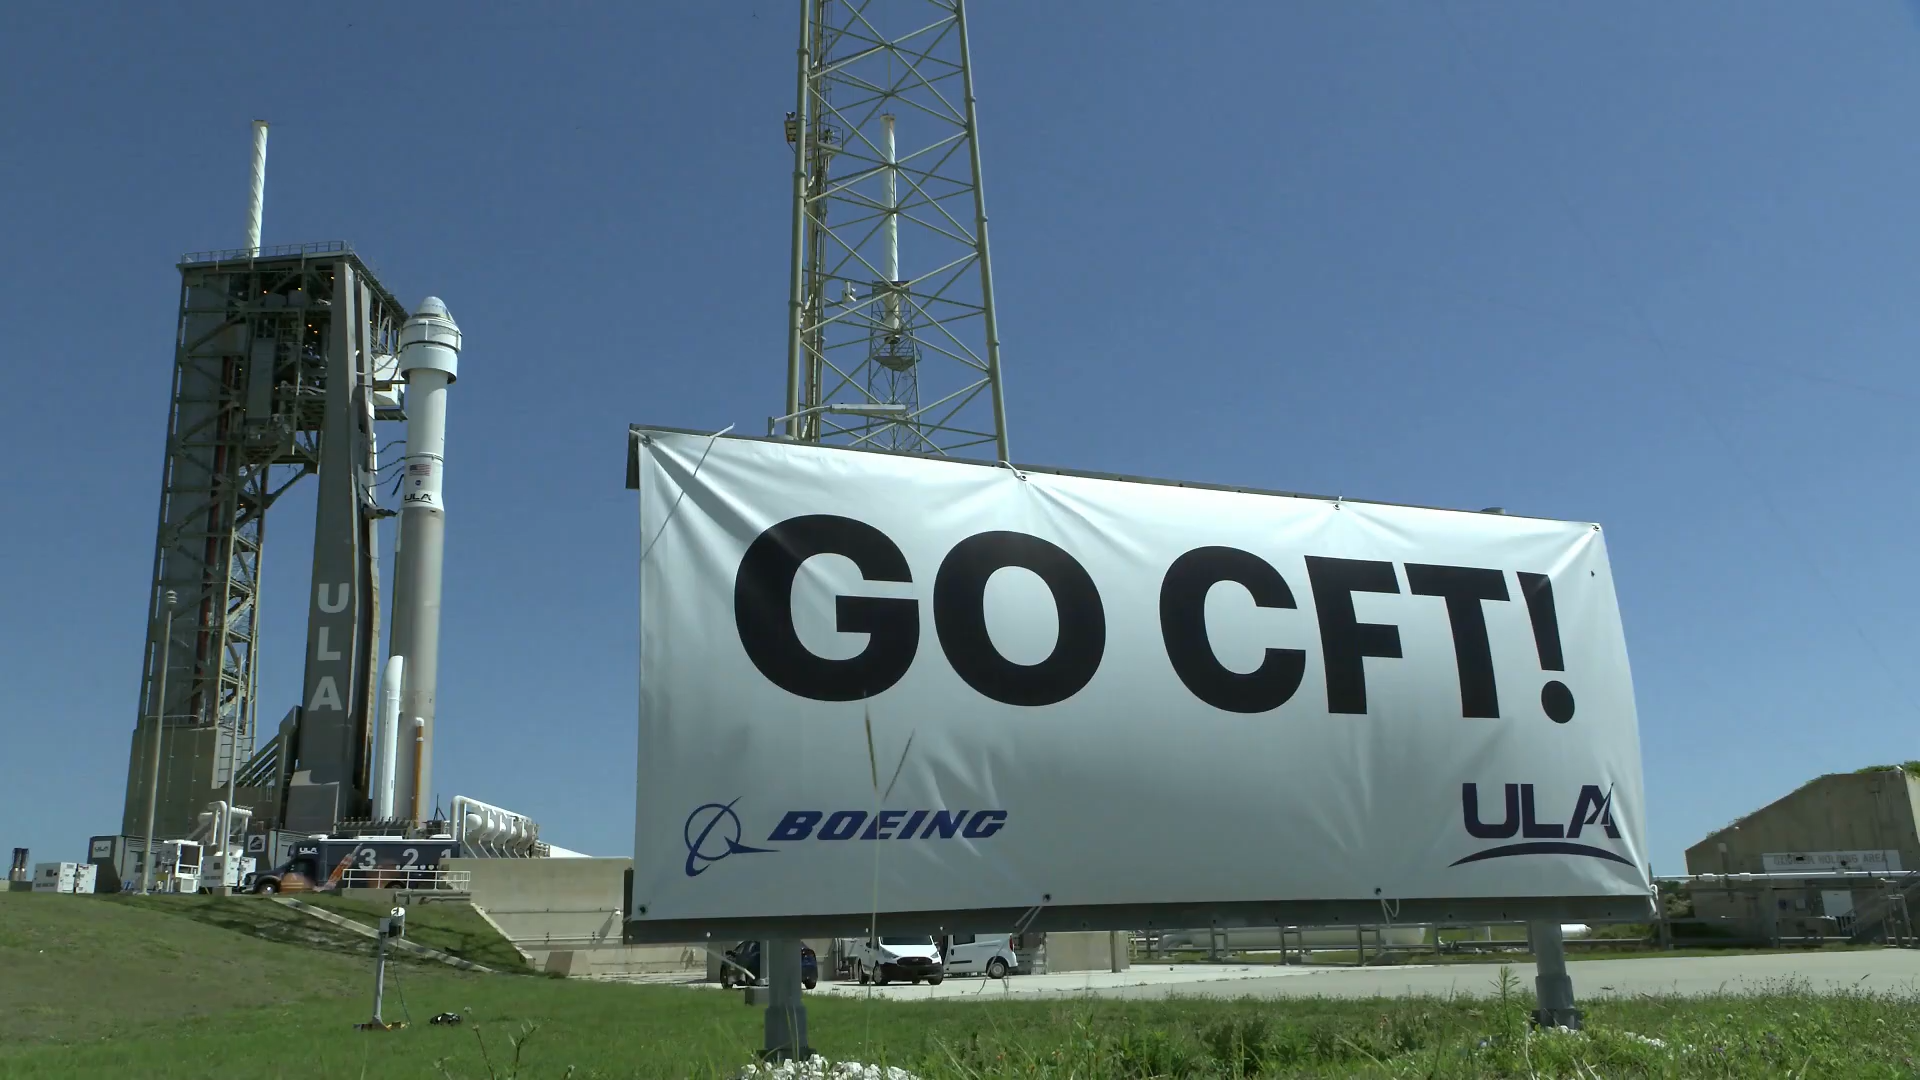 GO CFT!
BOEING
ULA
ULA
ULA
3..2..1